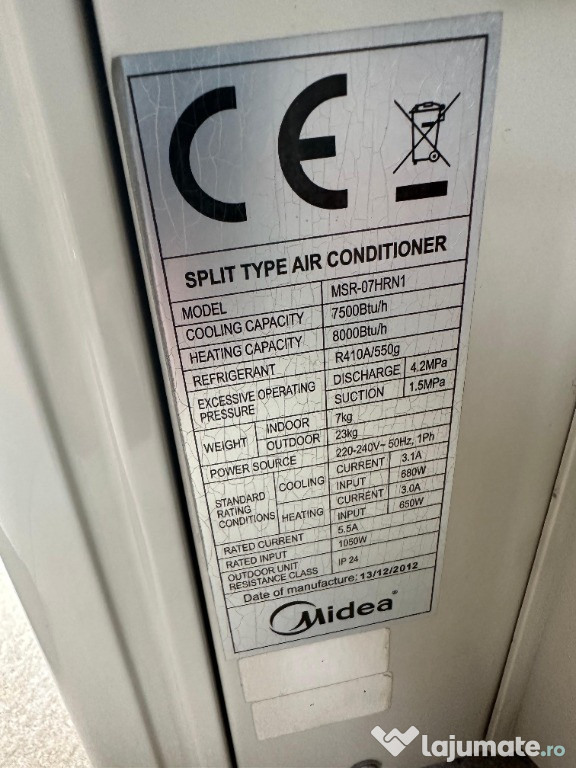 CE
SPLIT TYPE AIR CONDITIONER
MODEL MSR-07HRN1
COOLING CAPACITY 7500Btu/h
HEATING CAPACITY 8000Btu/h
REFRIGERANT R410A/550g
EXCESSIVE OPERATING PRESSURE DISCHARGE 4.2MPa
SUCTION 1.5MPa
WEIGHT INDOOR 7kg
OUTDOOR 23kg
POWER SOURCE 220-240V~ 50Hz, 1Ph
STANDARD RATING CONDITIONS COOLING CURRENT 3.1A
INPUT 680W
HEATING CURRENT 3.0A
INPUT 650W
RATED CURRENT 5.5A
RATED INPUT 1050W
OUTDOOR UNIT RESISTANCE CLASS IP 24
Date of manufacture: 13/12/2012
Midea®
lajumate.ro